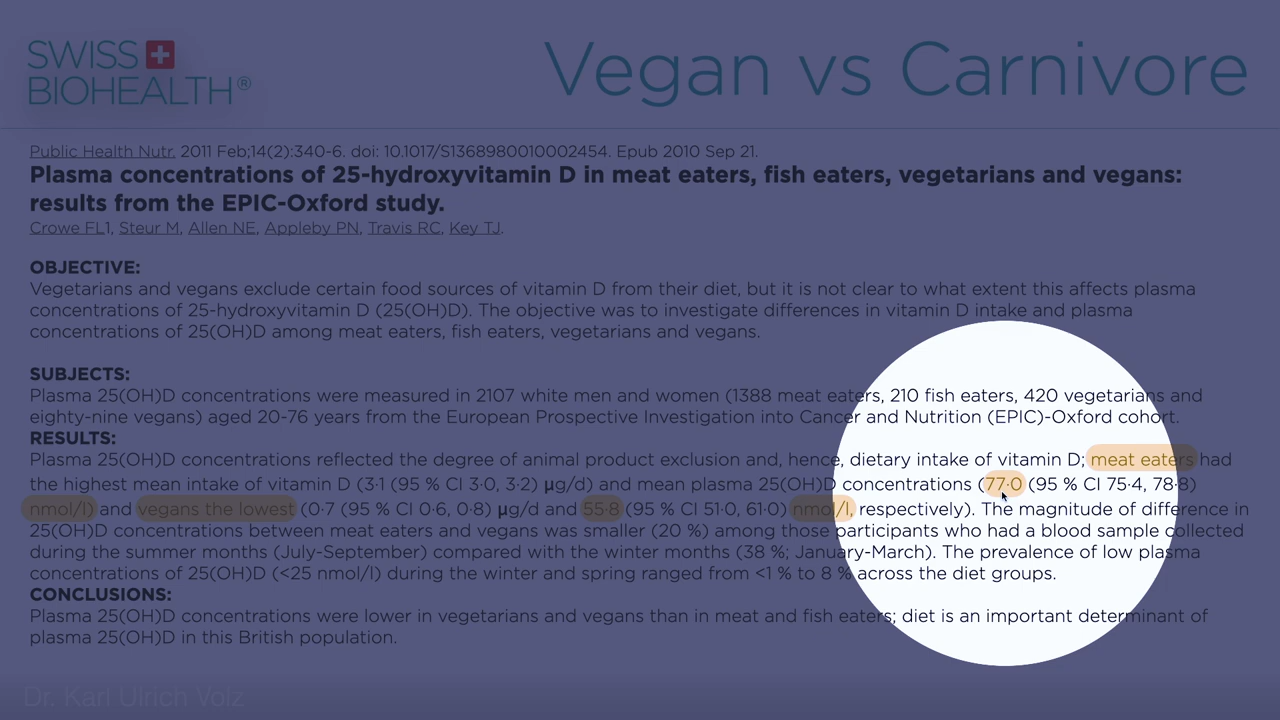 SWISS
BIOHEALTH®
Vegan vs Carnivore
Public Health Nutr. 2011 Feb;14(2):340-6. doi: 10.1017/S1368980010002454. Epub 2010 Sep 21.
Plasma concentrations of 25-hydroxyvitamin D in meat eaters, fish eaters, vegetarians and vegans:
results from the EPIC-Oxford study.
Crowe FL1, Steur M, Allen NE, Appleby PN, Travis RC, Key TJ.
OBJECTIVE:
Vegetarians and vegans exclude certain food sources of vitamin D from their diet, but it is not clear to what extent this affects plasma
concentrations of 25-hydroxyvitamin D (25(OH)D). The objective was to investigate differences in vitamin D intake and plasma
concentrations of 25(OH)D among meat eaters, fish eaters, vegetarians and vegans.
SUBJECTS:
Plasma 25(OH)D concentrations were measured in 2107 white men and women (1388 meat eaters, 210 fish eaters, 420 vegetarians and
eighty-nine vegans) aged 20-76 years from the European Prospective Investigation into Cancer and Nutrition (EPIC)-Oxford cohort.
RESULTS:
Plasma 25(OH)D concentrations reflected the degree of animal product exclusion and, hence, dietary intake of vitamin D; meat eaters had
the highest mean intake of vitamin D (3·1 (95 % CI 3·0, 3·2) μg/d) and mean plasma 25(OH)D concentrations (77·0 (95 % CI 75·4, 78·8)
nmol/l) and vegans the lowest (0·7 (95 % CI 0·6, 0·8) μg/d and 55·8 (95 % CI 51·0, 61·0) nmol/l, respectively). The magnitude of difference in
25(OH)D concentrations between meat eaters and vegans was smaller (20 %) among those participants who had a blood sample collected
during the summer months (July-September) compared with the winter months (38 %; January-March). The prevalence of low plasma
concentrations of 25(OH)D (<25 nmol/l) during the winter and spring ranged from <1 % to 8 % across the diet groups.
CONCLUSIONS:
Plasma 25(OH)D concentrations were lower in vegetarians and vegans than in meat and fish eaters; diet is an important determinant of
plasma 25(OH)D in this British population.
Dr. Karl Ulrich Volz